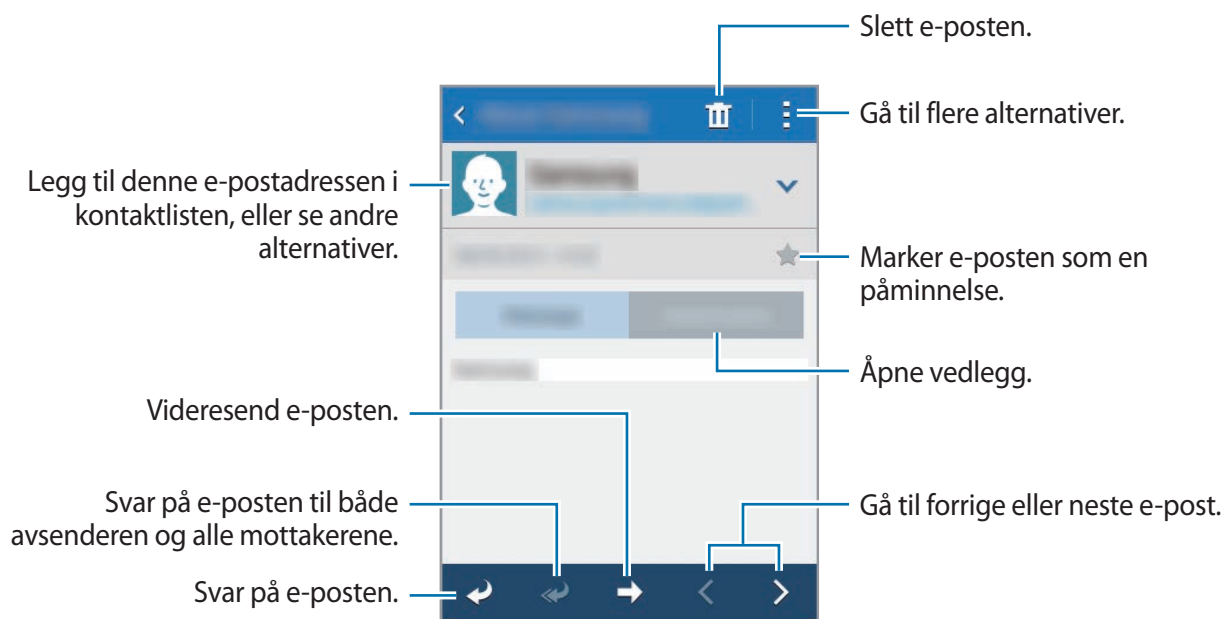 Slett e-posten.
Gå til flere alternativer.
Legg til denne e-postadressen i
kontaktlisten, eller se andre
alternativer.
Marker e-posten som en
påminnelse.
Åpne vedlegg.
Videresend e-posten.
Svar på e-posten til både
avsenderen og alle mottakerene.
Gå til forrige eller neste e-post.
Svar på e-posten.